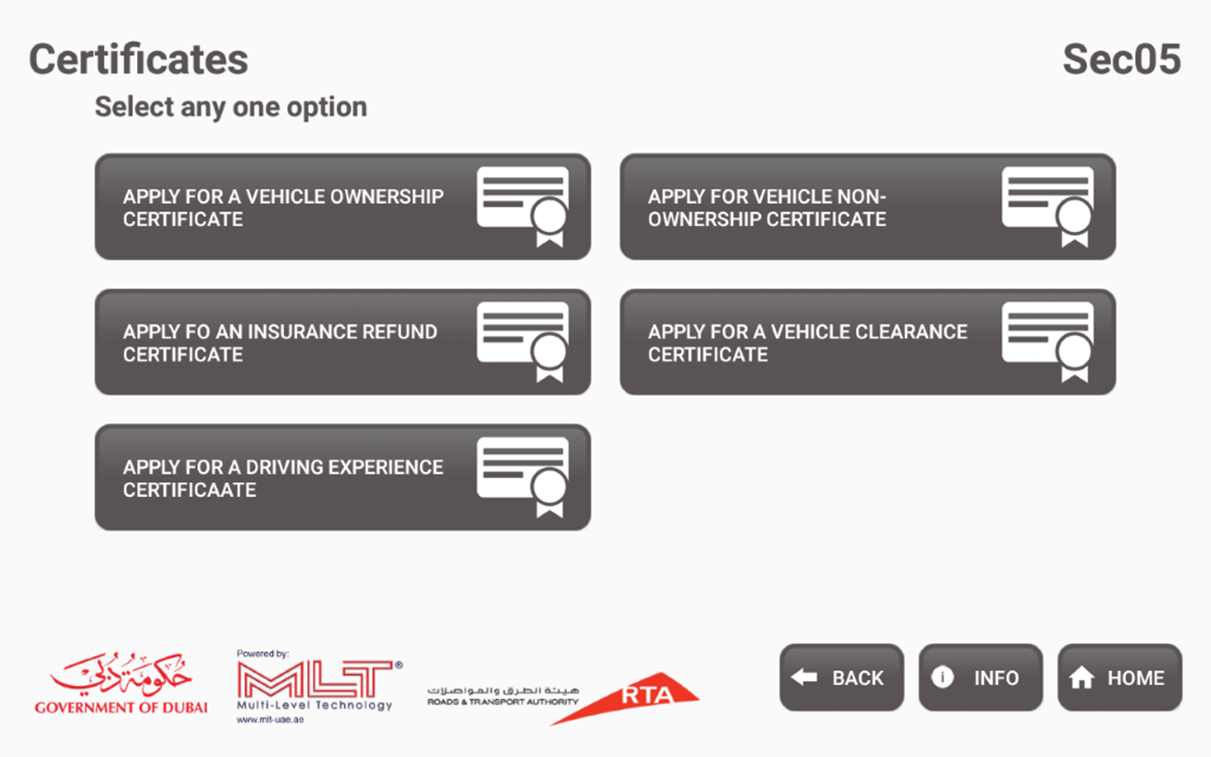 Certificates
Sec05
Select any one option
APPLY FOR A VEHICLE OWNERSHIP
CERTIFICATE
APPLY FOR VEHICLE NON-
OWNERSHIP CERTIFICATE
APPLY FO AN INSURANCE REFUND
CERTIFICATE
APPLY FOR A VEHICLE CLEARANCE
CERTIFICATE
APPLY FOR A DRIVING EXPERIENCE
CERTIFICAATE
حكومة دبي
GOVERNMENT OF DUBAI
Powered by:
MLT®
Multi-Level Technology
www.mlt-uae.ae
هيئة الطرق والمواصلات
ROADS & TRANSPORT AUTHORITY
RTA
BACK
INFO
HOME